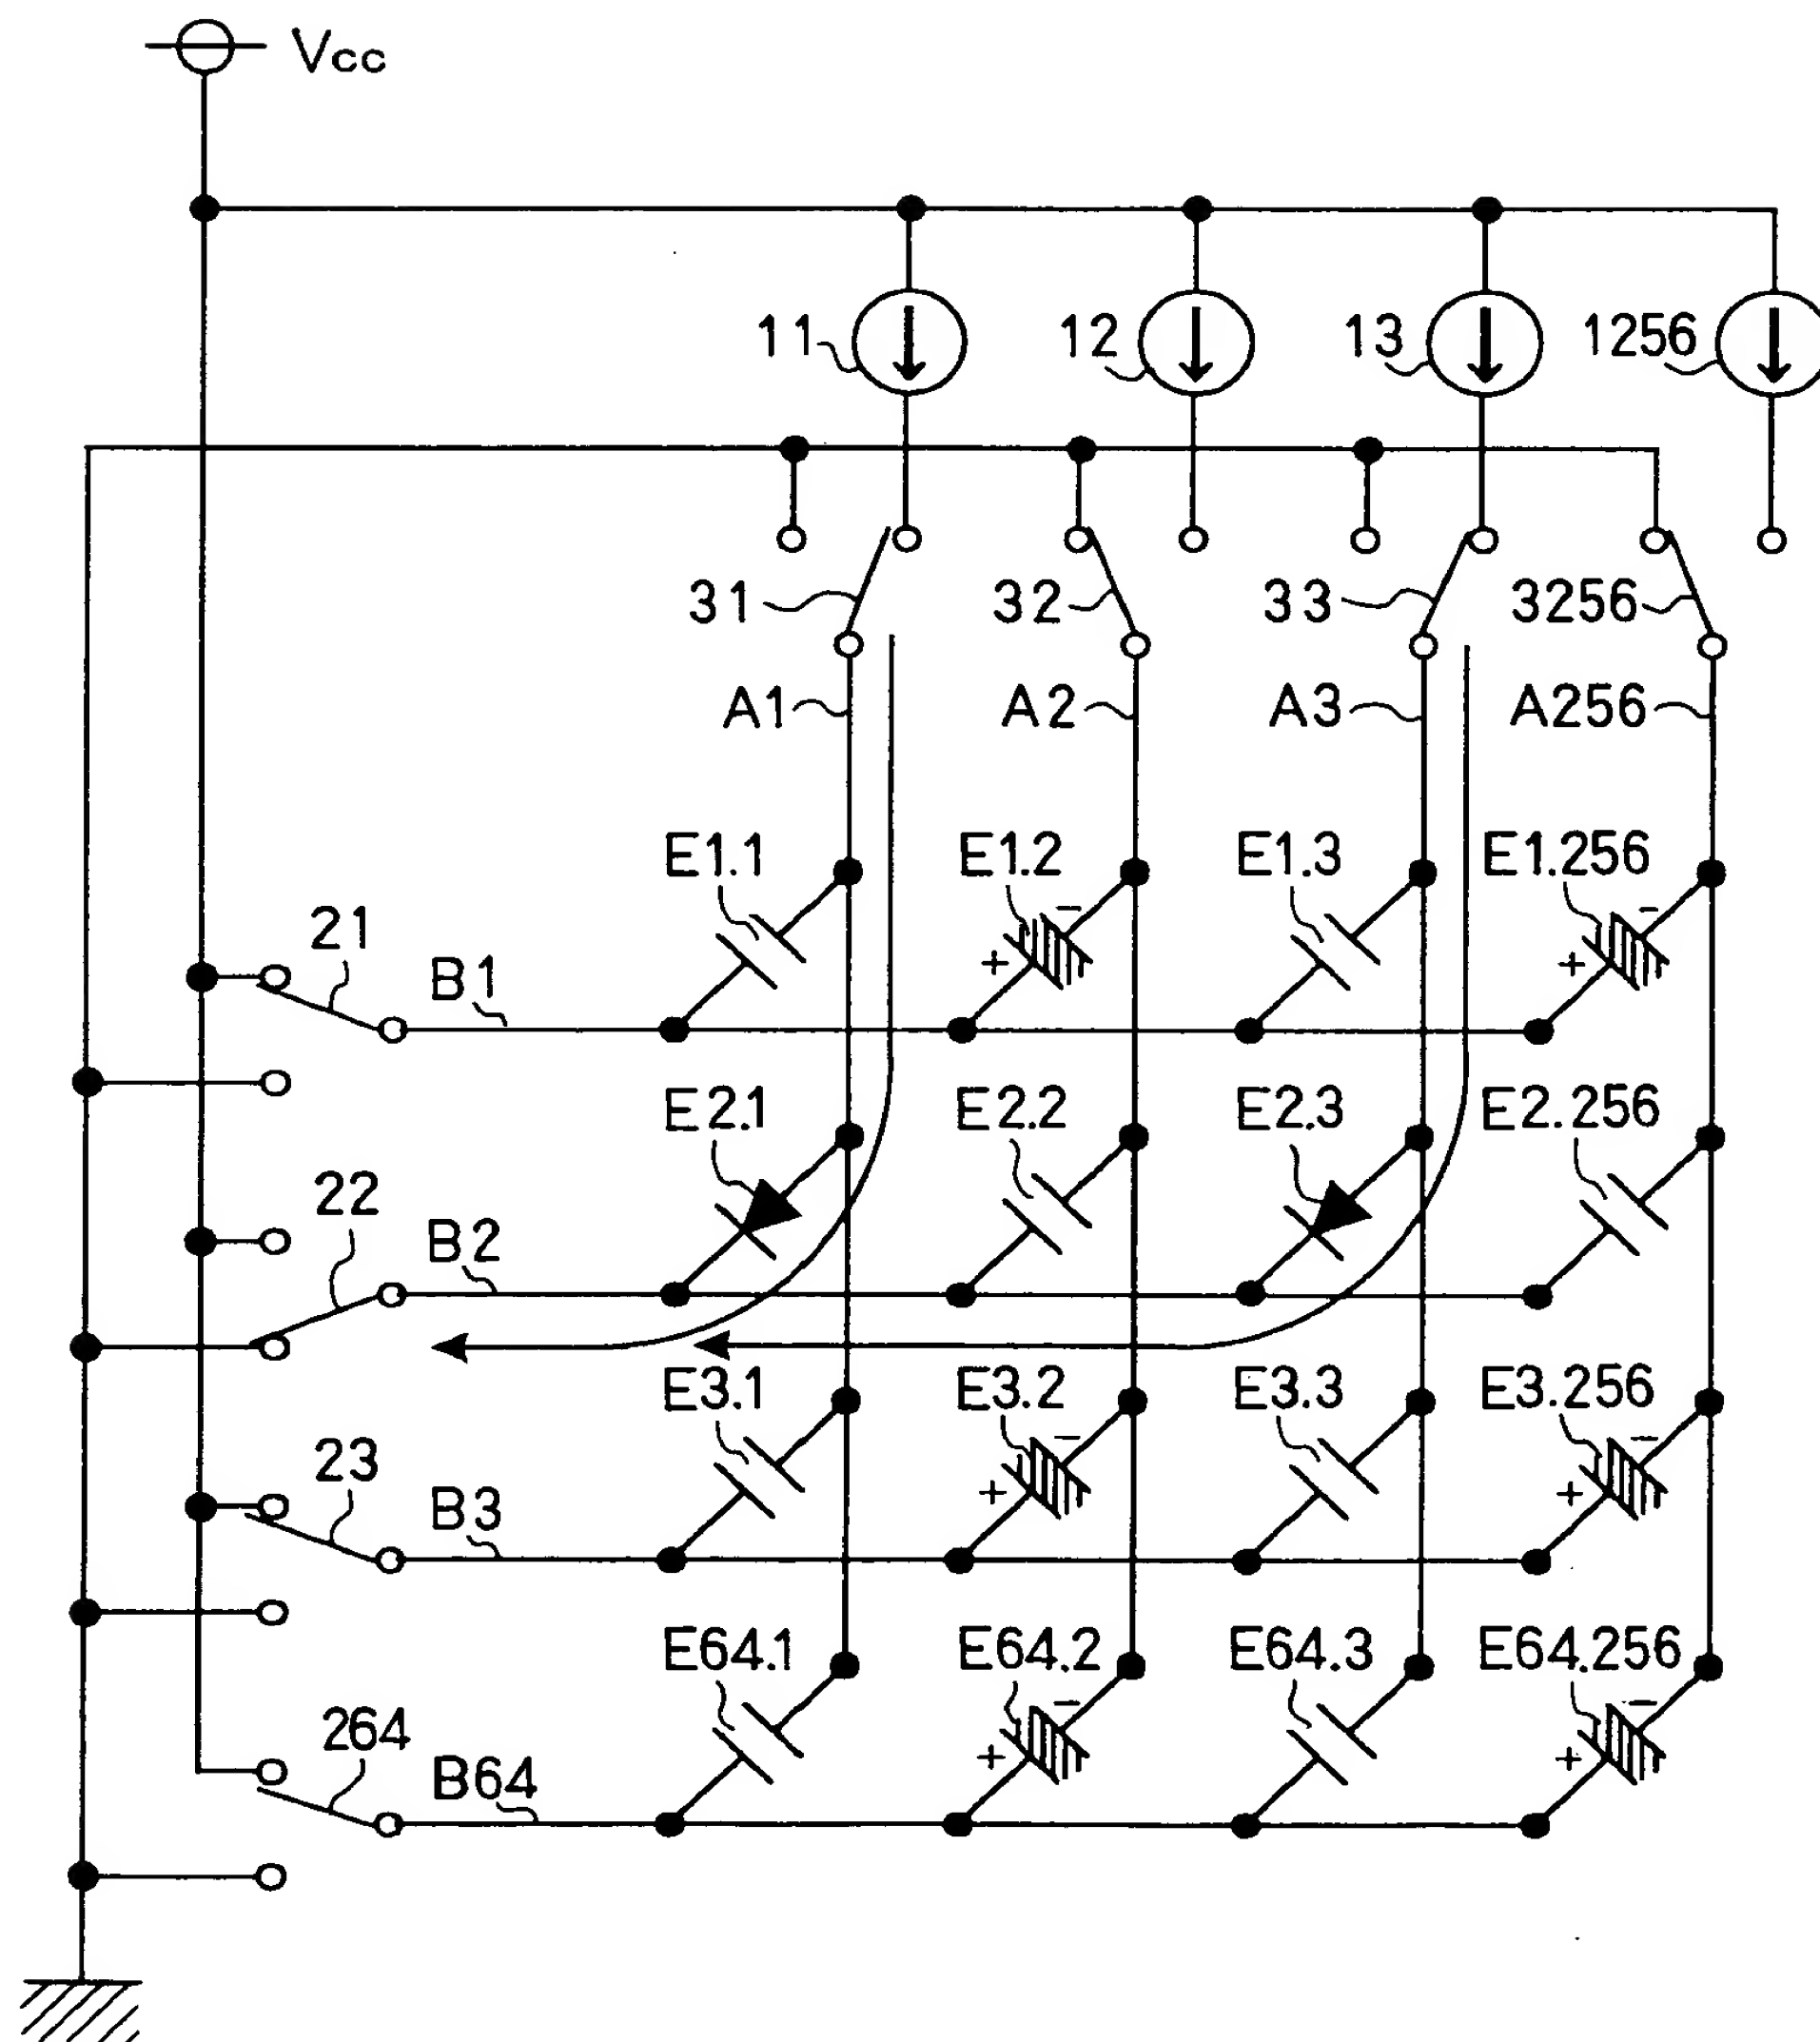 Vcc
11 12 13 1256
31 32 33 3256
A1 A2 A3 A256
E1.1 E1.2 E1.3 E1.256
- -
21 B1 + +
E2.1 E2.2 E2.3 E2.256
22 B2
E3.1 E3.2 E3.3 E3.256
- -
23 B3 + +
E64.1 E64.2 E64.3 E64.256
- -
264 B64 + +